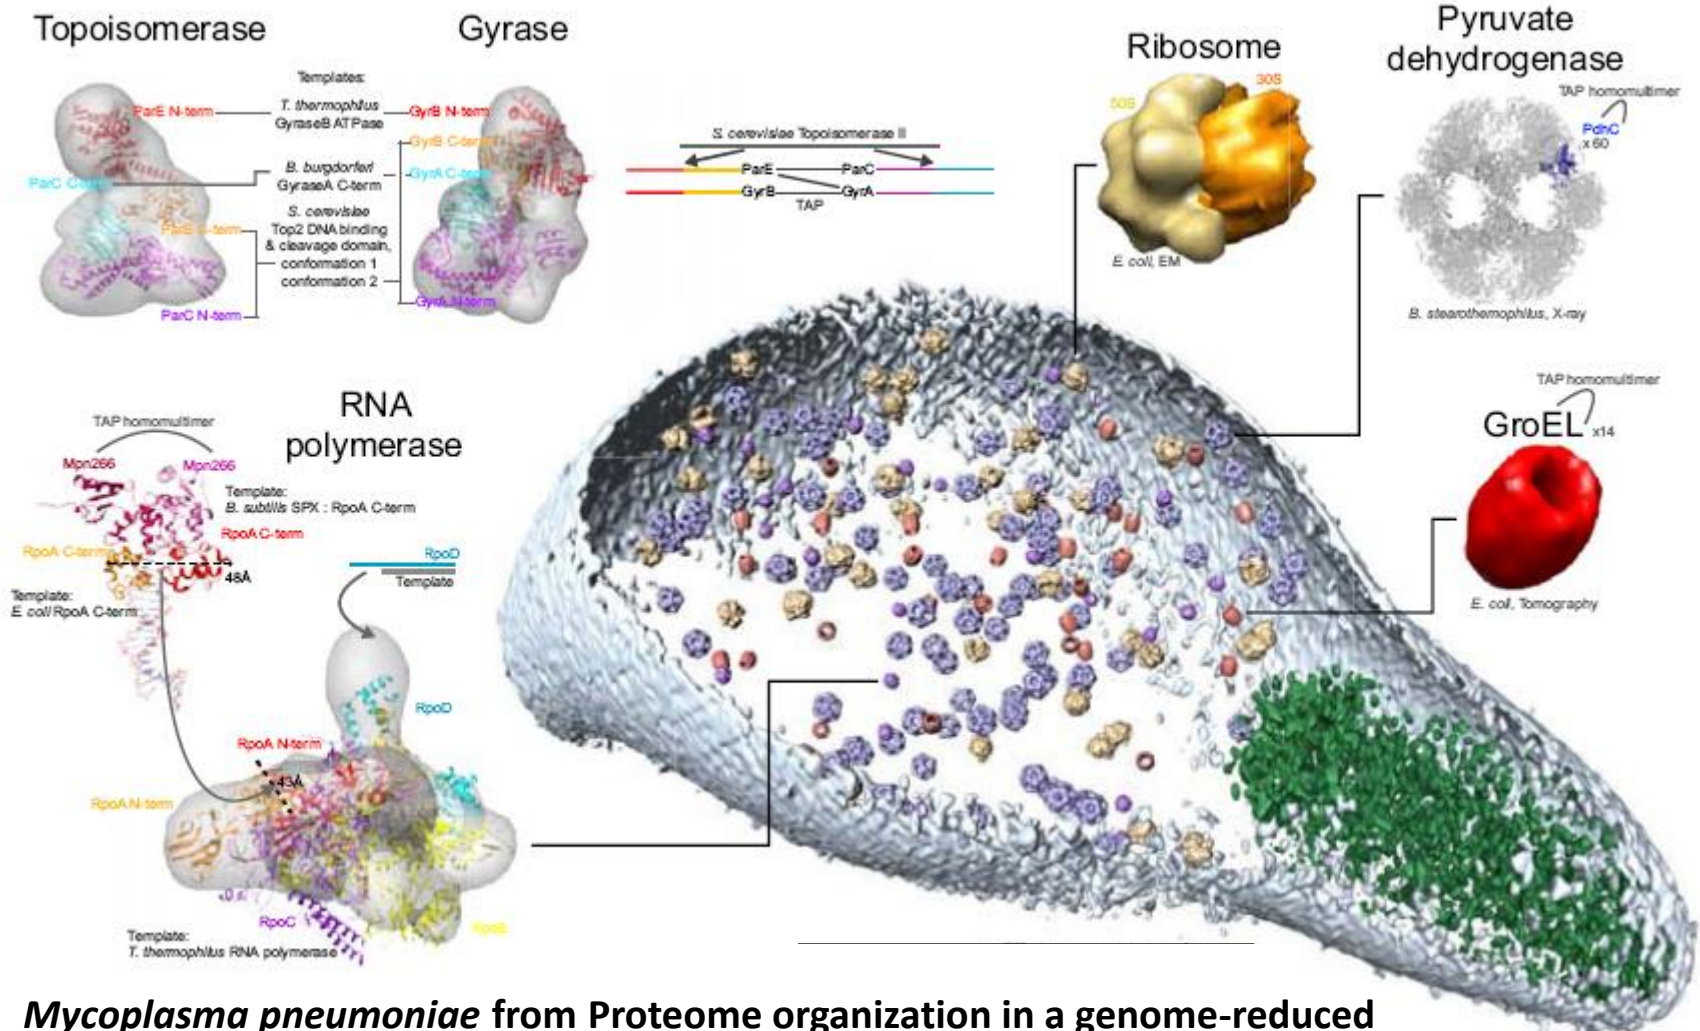 Topoisomerase
Gyrase
Templates:
ParE N-term
T. thermophilus
GyraseB ATPase
GyrB N-term
GyrB C-term
B. burgdorferi
GyraseA C-term
ParC C-term
GyrA C-term
S. cerevisiae
Top2 DNA binding
& cleavage domain,
conformation 1
conformation 2
ParE C-term
ParC N-term
GyrA N-term
S. cerevisiae Topoisomerase II
ParE
ParC
GyrB
GyrA
TAP
Ribosome
50S
30S
E. coli, EM
Pyruvate
dehydrogenase
TAP homomultimer
PdhC
x 60
B. stearothemophilus, X-ray
TAP homomultimer
GroEL x14
E. coli, Tomography
RNA
polymerase
TAP homomultimer
Mpn266
Mpn266
Template:
B. subtilis SPX : RpoA C-term
RpoA C-term
RpoA C-term
48Å
Template:
E. coli RpoA C-term
RpoD
Template
RpoD
RpoA N-term
43Å
RpoA N-term
RpoC
RpoB
Template:
T. thermophilus RNA polymerase
Mycoplasma pneumoniae from Proteome organization in a genome-reduced